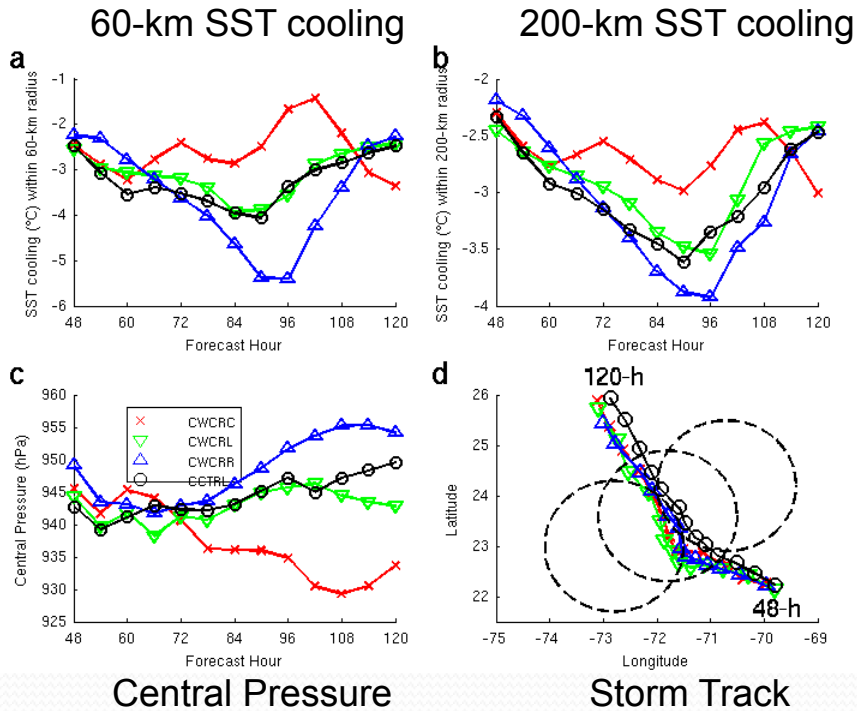 60-km SST cooling
200-km SST cooling
a
SST cooling (°C) within 60-km radius
-1
-2
-3
-4
-5
-6
48 60 72 84 96 108 120
Forecast Hour
b
SST cooling (°C) within 200-km radius
-2
-2.5
-3
-3.5
-4
48 60 72 84 96 108 120
Forecast Hour
c
Central Pressure (hPa)
960
955
950
945
940
935
930
925
CWCRC
CWCRL
CWCRR
CCTRL
48 60 72 84 96 108 120
Forecast Hour
d
Latitude
26
25
24
23
22
120-h
48-h
-75 -74 -73 -72 -71 -70 -69
Longitude
Central Pressure
Storm Track